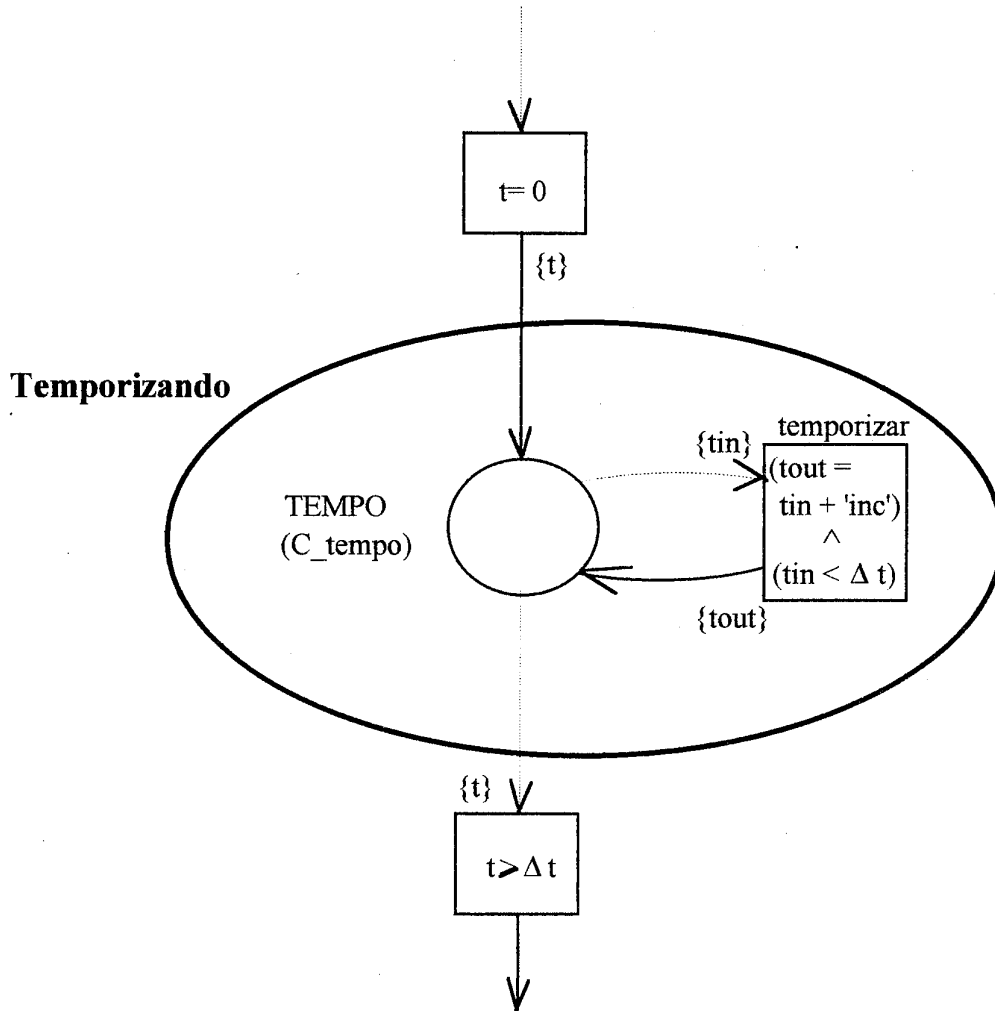 t= 0
{t}
Temporizando
temporizar
{tin}
(tout =
tin + 'inc')
^
(tin < Δ t)
TEMPO
(C_tempo)
{tout}
{t}
t ⩾ Δ t